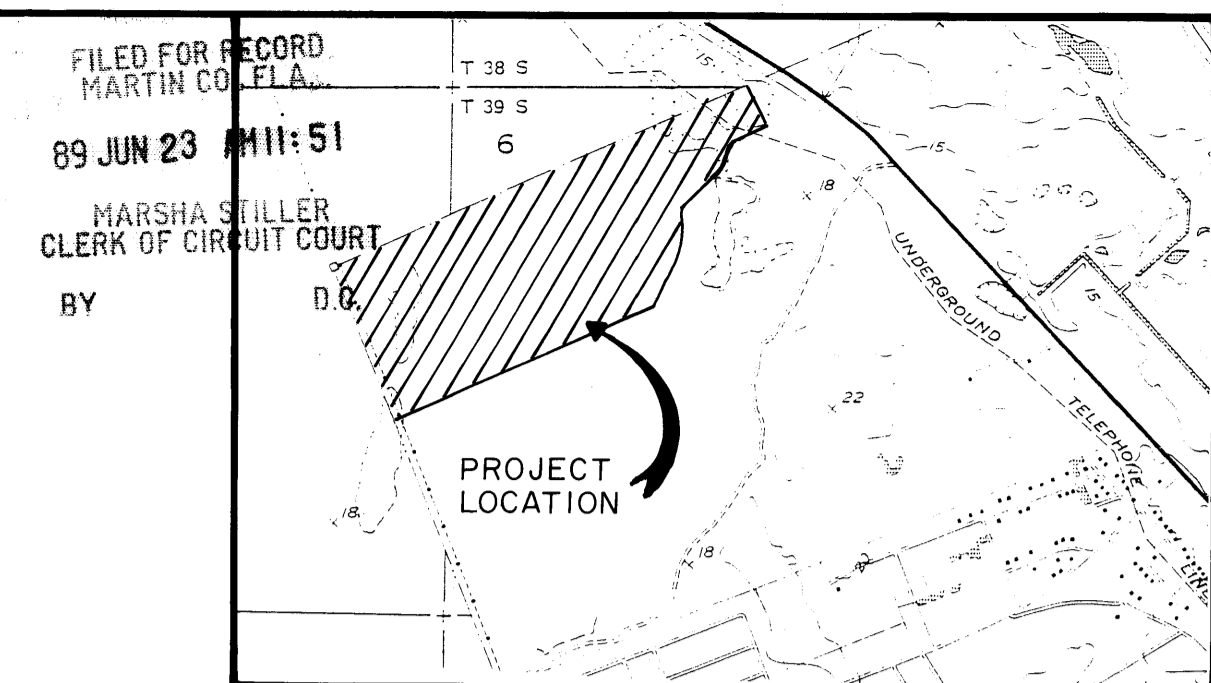 FILED FOR RECORD
MARTIN CO. FLA.
89 JUN 23 AM 11:51
MARSHA STILLER
CLERK OF CIRCUIT COURT
BY D.C.
T 38 S
T 39 S
6
15
15
18
UNDERGROUND
15
22
TELEPHONE
LINE
PROJECT
LOCATION
18
18